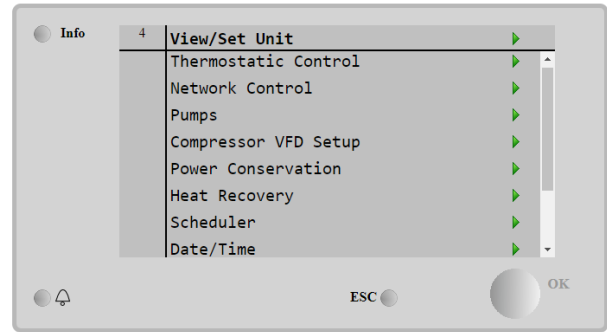 Info
4 View/Set Unit
Thermostatic Control
Network Control
Pumps
Compressor VFD Setup
Power Conservation
Heat Recovery
Scheduler
Date/Time
ESC
OK